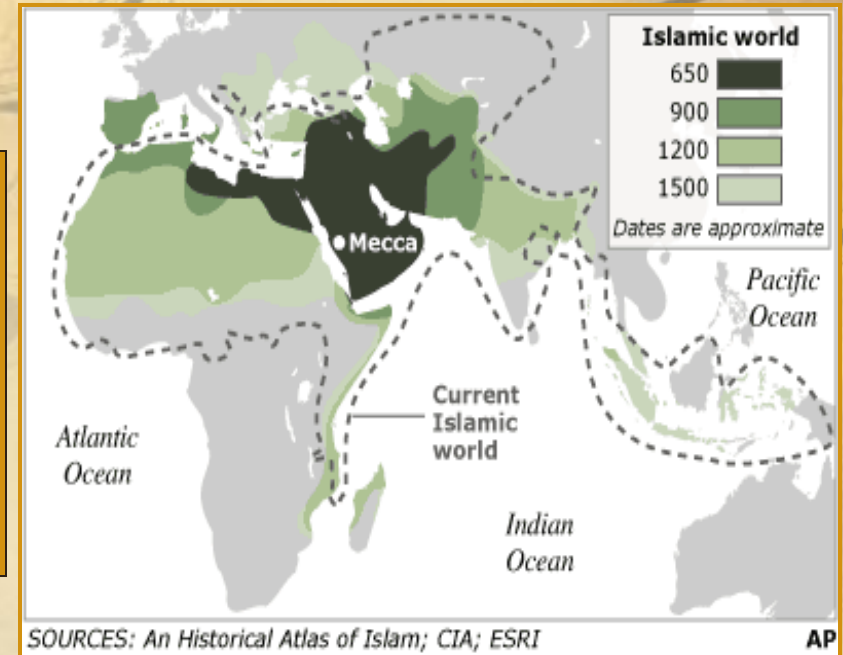 Islamic world
650
900
1200
1500
Dates are approximate
Mecca
Pacific
Ocean
Current
Islamic
world
Atlantic
Ocean
Indian
Ocean
SOURCES: An Historical Atlas of Islam; CIA; ESRI
AP